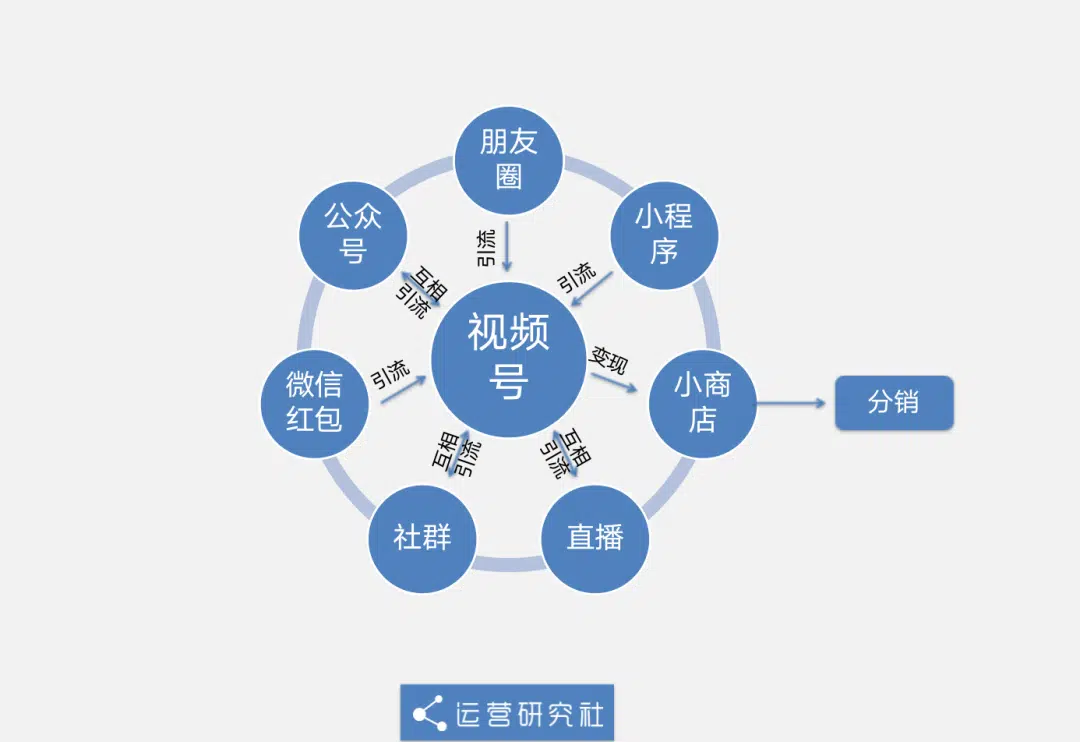 朋友
圈
公众
号
小程
序
引流
引流
互相
引流
视频
号
变现
引流
微信
红包
小商
店
分销
互相
引流
互相
引流
社群
直播
运营研究社